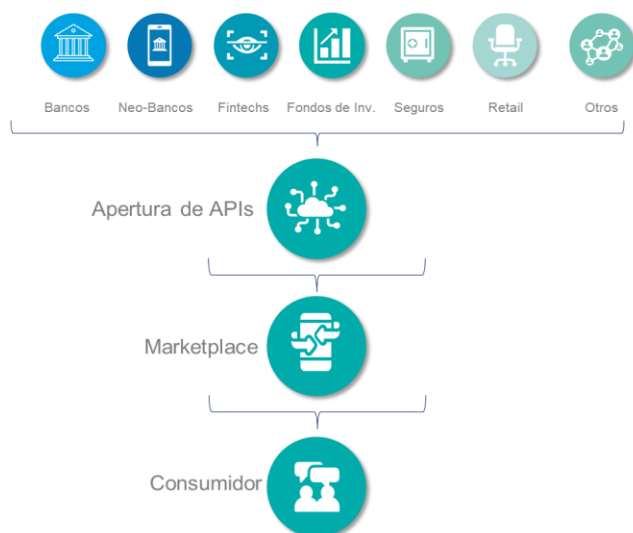 Bancos
Neo-Bancos
Fintechs
Fondos de Inv.
Seguros
Retail
Otros
Apertura de APIs
Marketplace
Consumidor